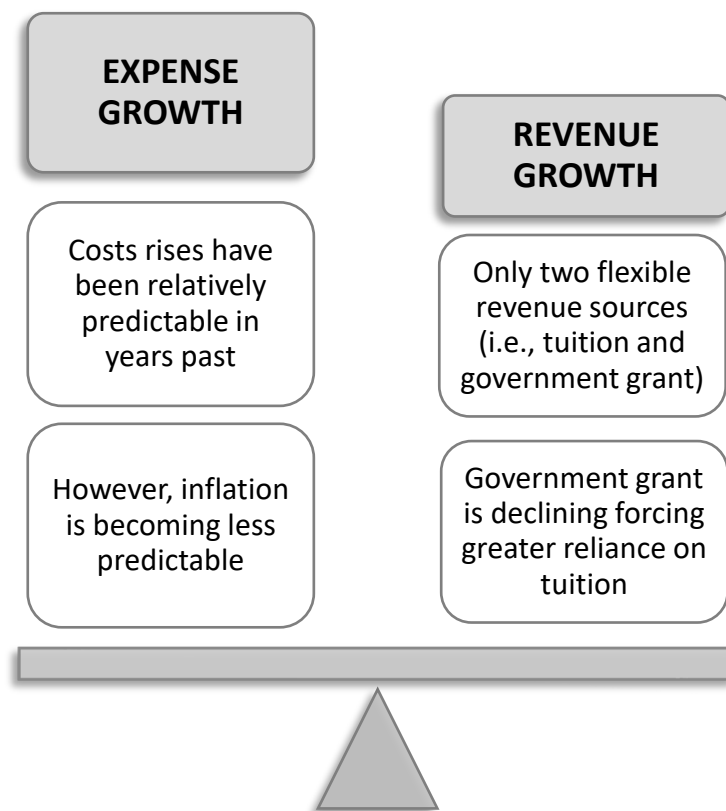 EXPENSE
GROWTH
Costs rises have
been relatively
predictable in
years past
However, inflation
is becoming less
predictable
REVENUE
GROWTH
Only two flexible
revenue sources
(i.e., tuition and
government grant)
Government grant
is declining forcing
greater reliance on
tuition